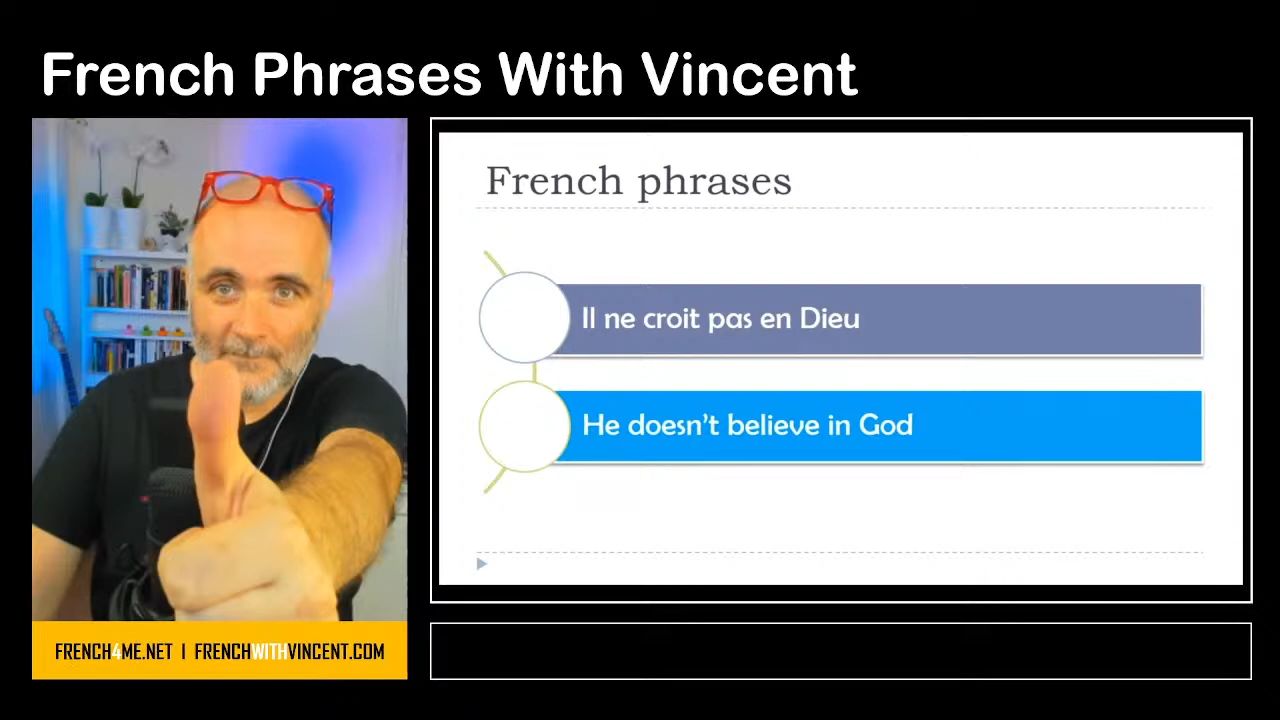 French Phrases With Vincent
French phrases
Il ne croit pas en Dieu
He doesn't believe in God
FRENCH4ME.NET I FRENCHWITHVINCENT.COM